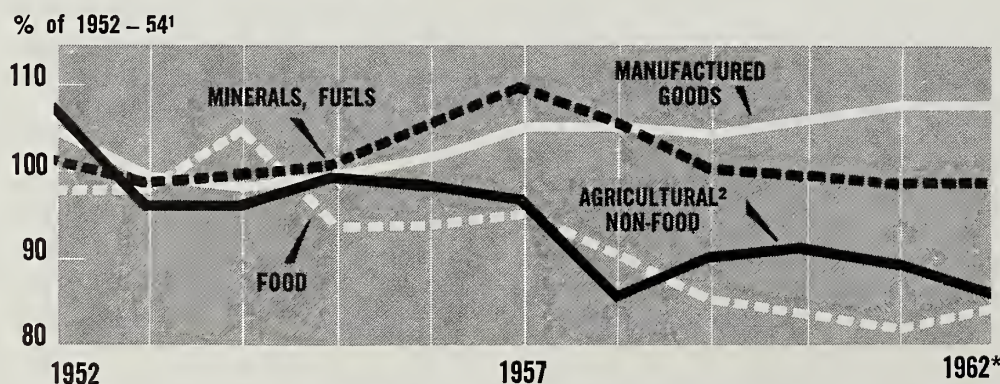 % of 1952 – 54¹
110
100
90
80
MINERALS, FUELS
MANUFACTURED
GOODS
AGRICULTURAL²
NON-FOOD
FOOD
1952
1957
1962*